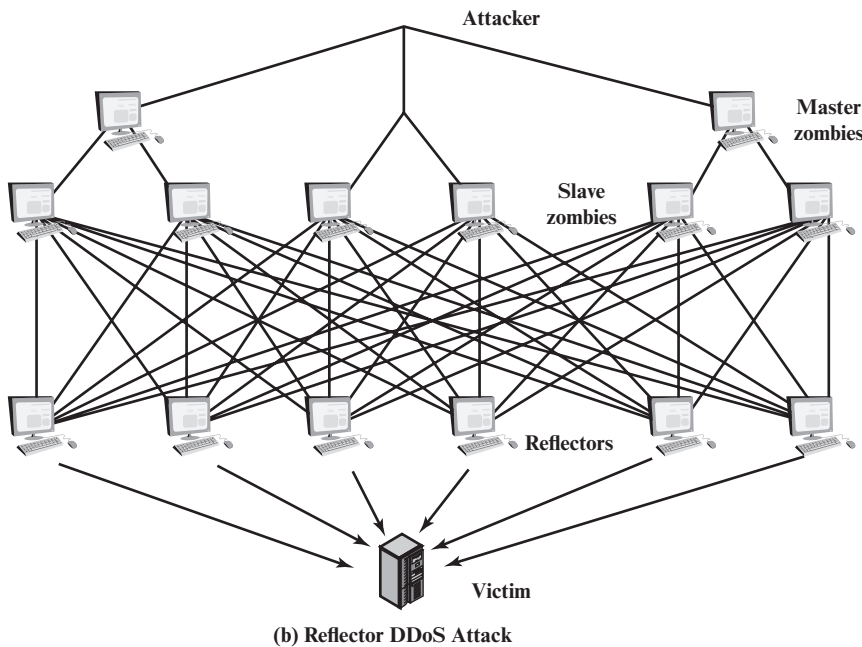 Attacker
Master
zombies
Slave
zombies
Reflectors
Victim
(b) Reflector DDoS Attack